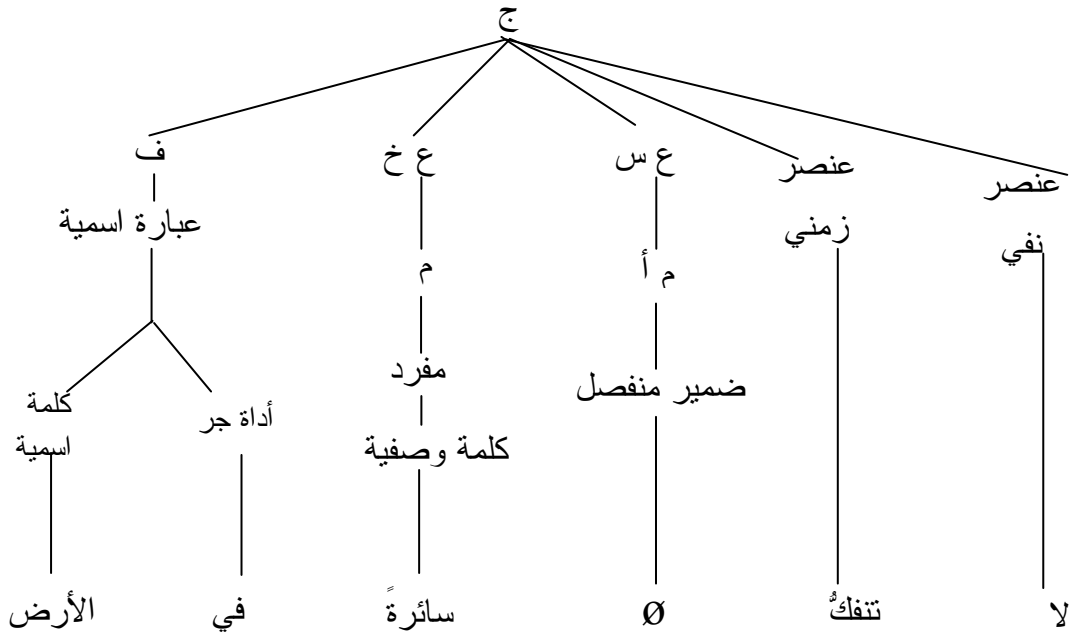 ج
عنصر نفي
عنصر زمني
ع س
ع خ
ف
عبارة اسمية
م أ
م
ضمير منفصل
مفرد
أداة جر
كلمة اسمية
كلمة وصفية
لا تنفكُّ Ø سائرةً في الأرض